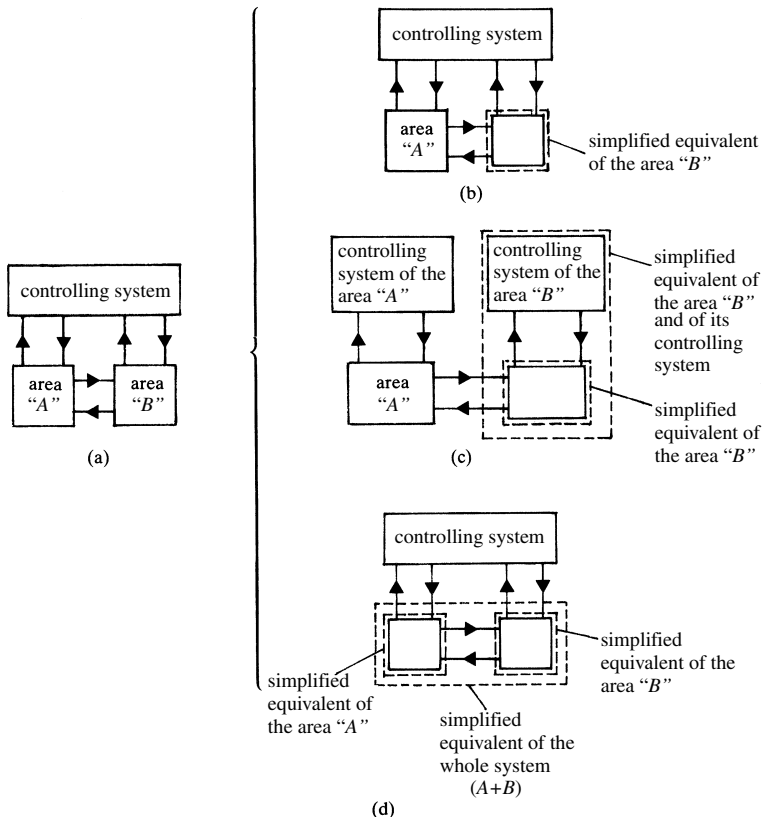 controlling system
area
“A”
simplified equivalent
of the area “B”
(b)
controlling system
area
“A”
area
“B”
(a)
controlling
system of the
area “A”
controlling
system of the
area “B”
simplified
equivalent of
the area “B”
and of its
controlling
system
area
“A”
simplified
equivalent of
the area “B”
(c)
controlling system
simplified
equivalent of
the area “A”
simplified
equivalent of the
area “B”
simplified
equivalent of the
whole system
(A+B)
(d)